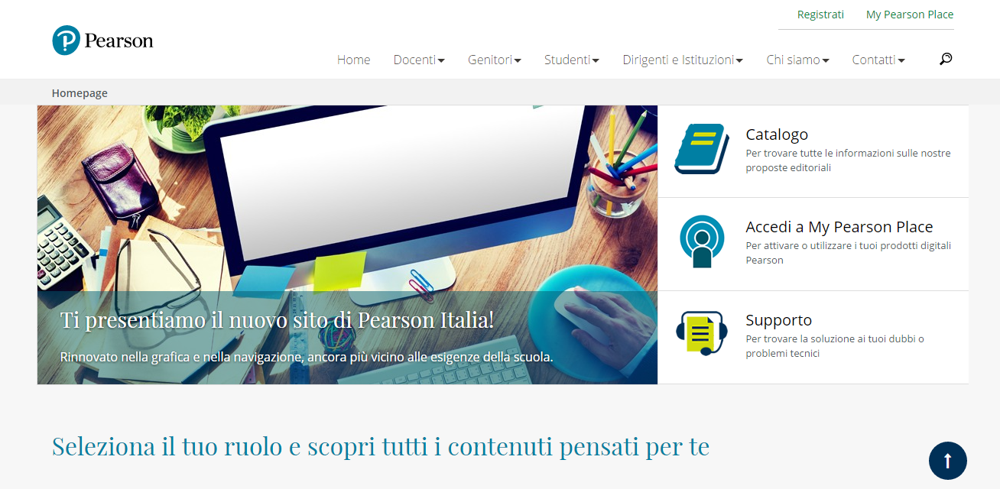 Registrati
My Pearson Place
Pearson
Home
Docenti
Genitori
Studenti
Dirigenti e Istituzioni
Chi siamo
Contatti
Homepage
Ti presentiamo il nuovo sito di Pearson Italia!
Rinnovato nella grafica e nella navigazione, ancora più vicino alle esigenze della scuola.
Catalogo
Per trovare tutte le informazioni sulle nostre
proposte editoriali
Accedi a My Pearson Place
Per attivare o utilizzare i tuoi prodotti digitali
Pearson
Supporto
Per trovare la soluzione ai tuoi dubbi o
problemi tecnici
Seleziona il tuo ruolo e scopri tutti i contenuti pensati per te